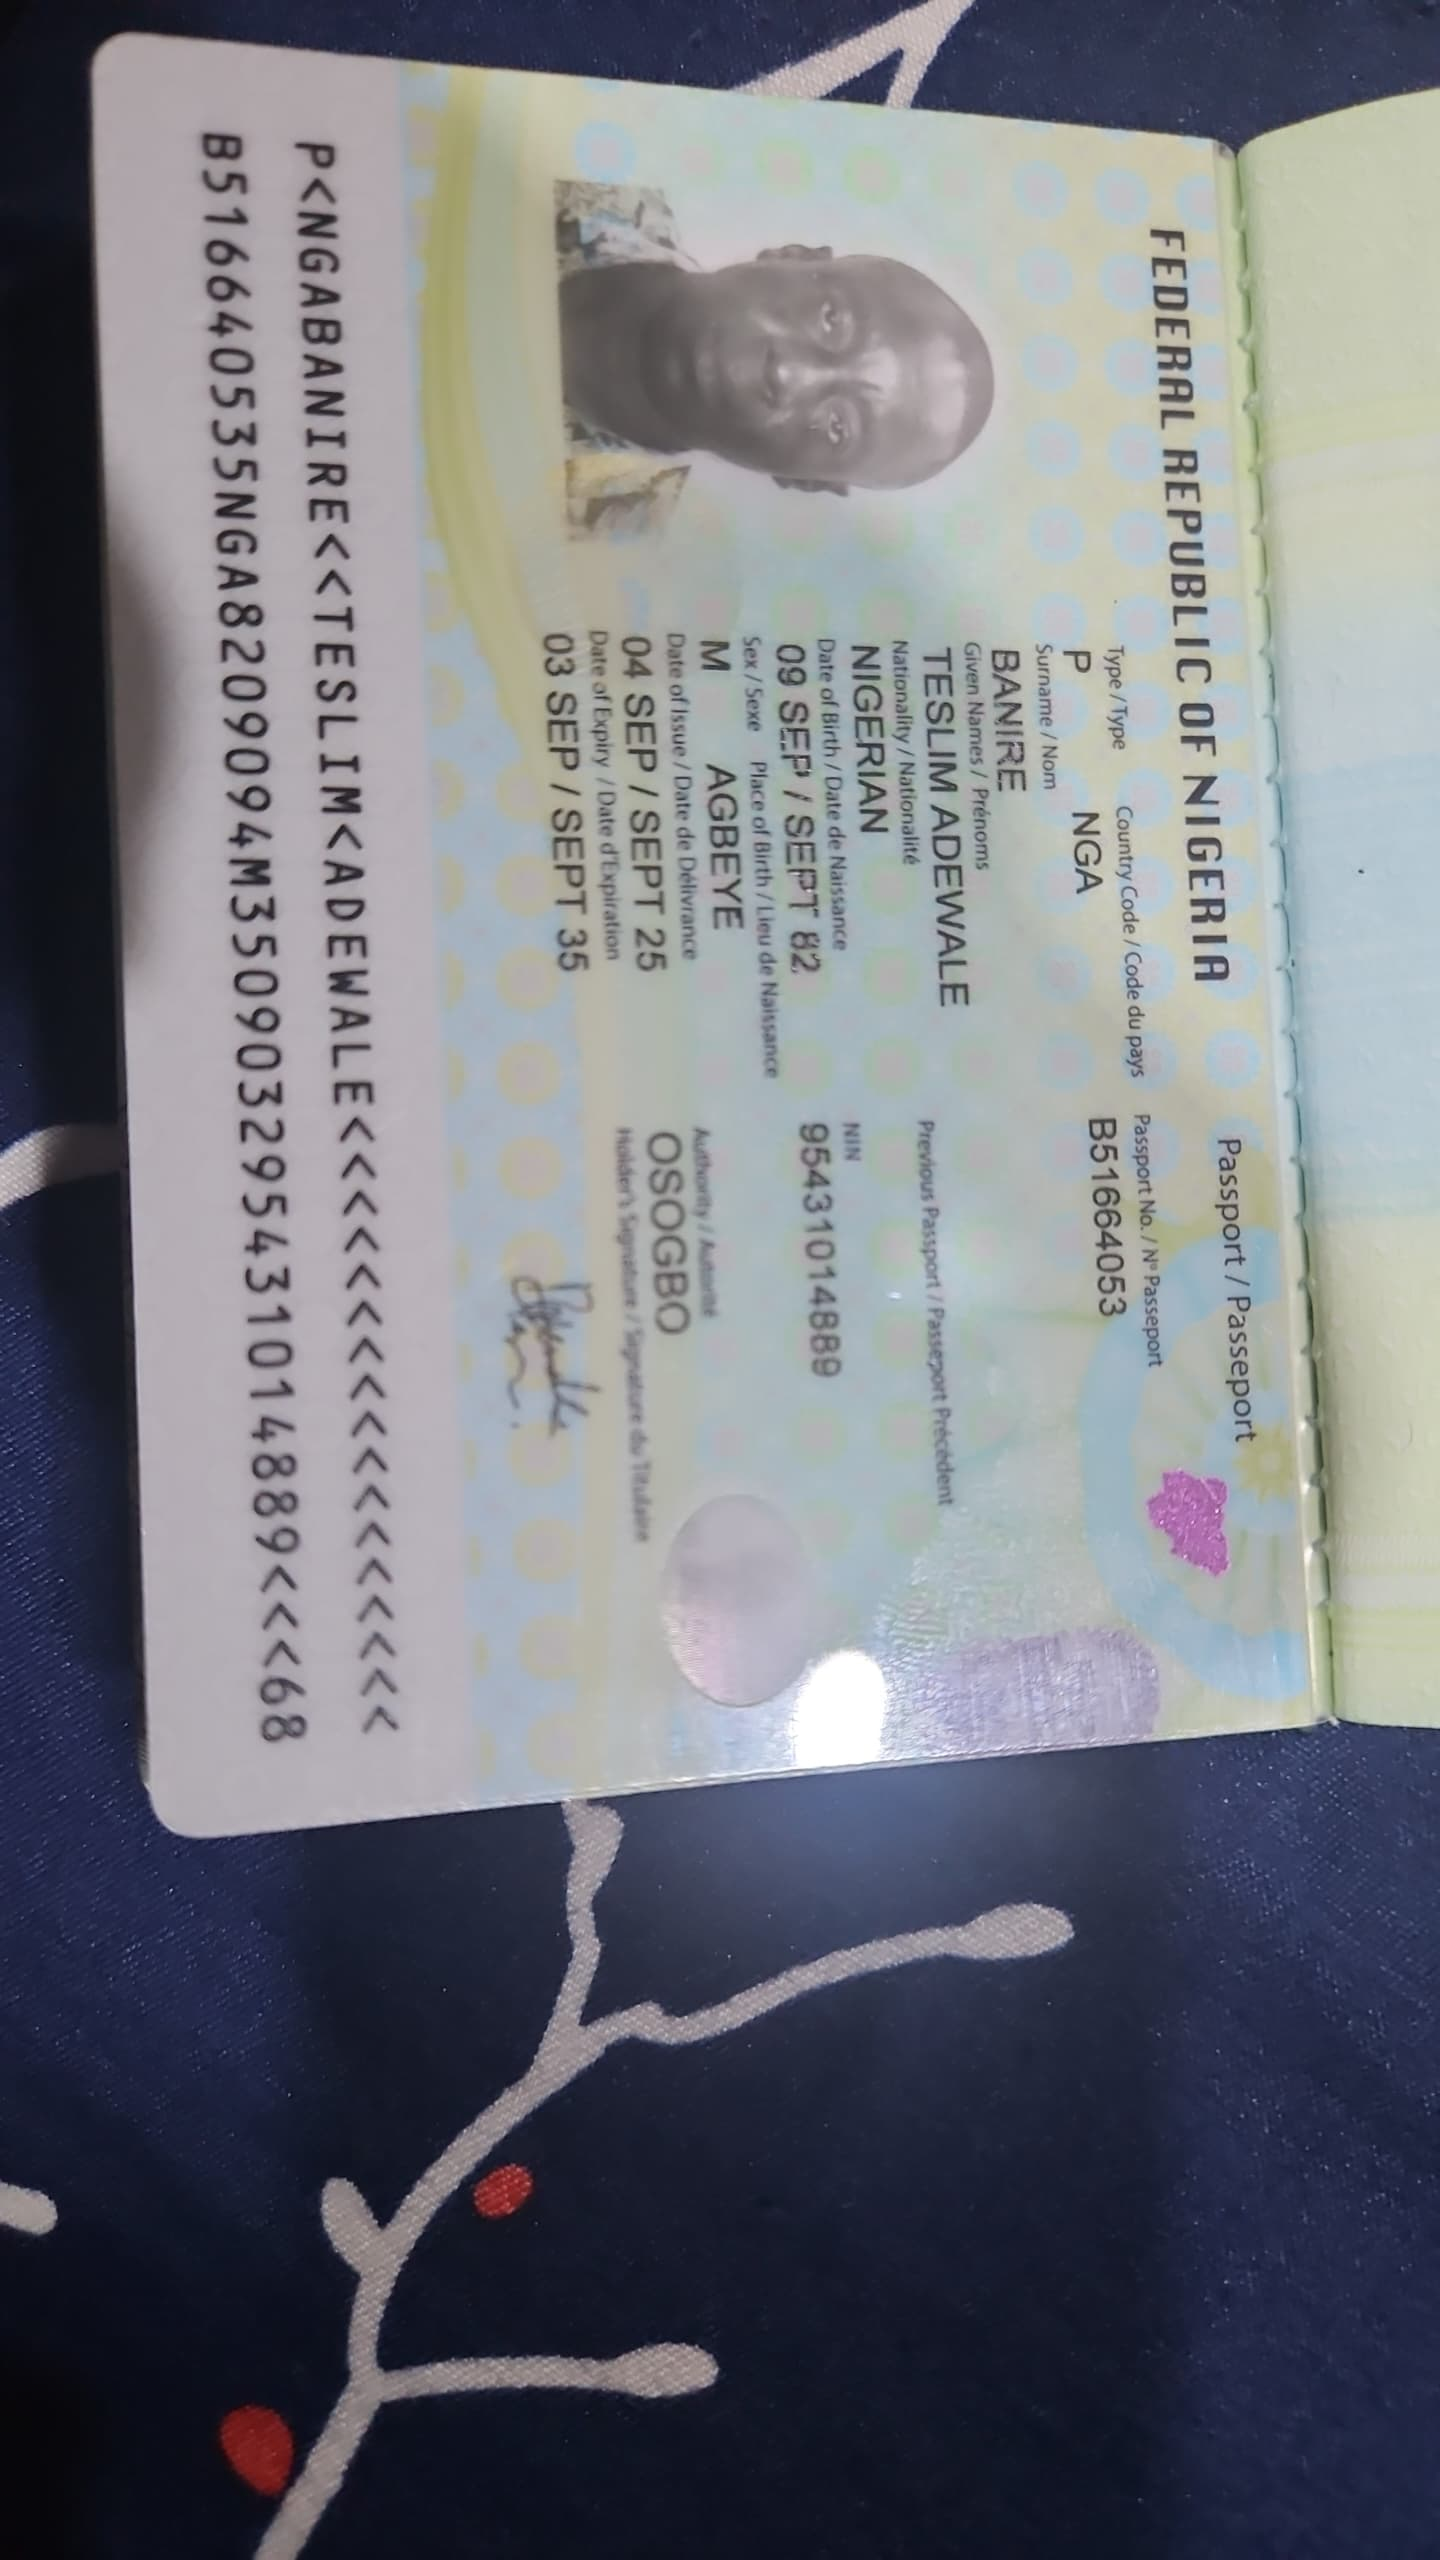 FEDERAL REPUBLIC OF NIGERIA
Passport / Passeport
Type / Type Country Code / Code du pays Passport No. / Nº Passeport
P NGA B51664053
Surname / Nom
BANIRE
Given Names / Prénoms Previous Passport / Passeport Précédent
TESLIM ADEWALE
Nationality / Nationalité
NIGERIAN
Date of Birth / Date de Naissance NIN
09 SEP / SEPT 82 95431014889
Sex / Sexe Place of Birth / Lieu de Naissance
M AGBEYE
Date of Issue / Date de Délivrance Authority / Autorité
04 SEP / SEPT 25 OSOGBO
Date of Expiry / Date d'Expiration Holder's Signature / Signature du Titulaire
03 SEP / SEPT 35
P<NGABANIRE<<TESLIM<ADEWALE<<<<<<<<<<<<<<<<<
B516640535NGA8209094M350903295431014889<<<68